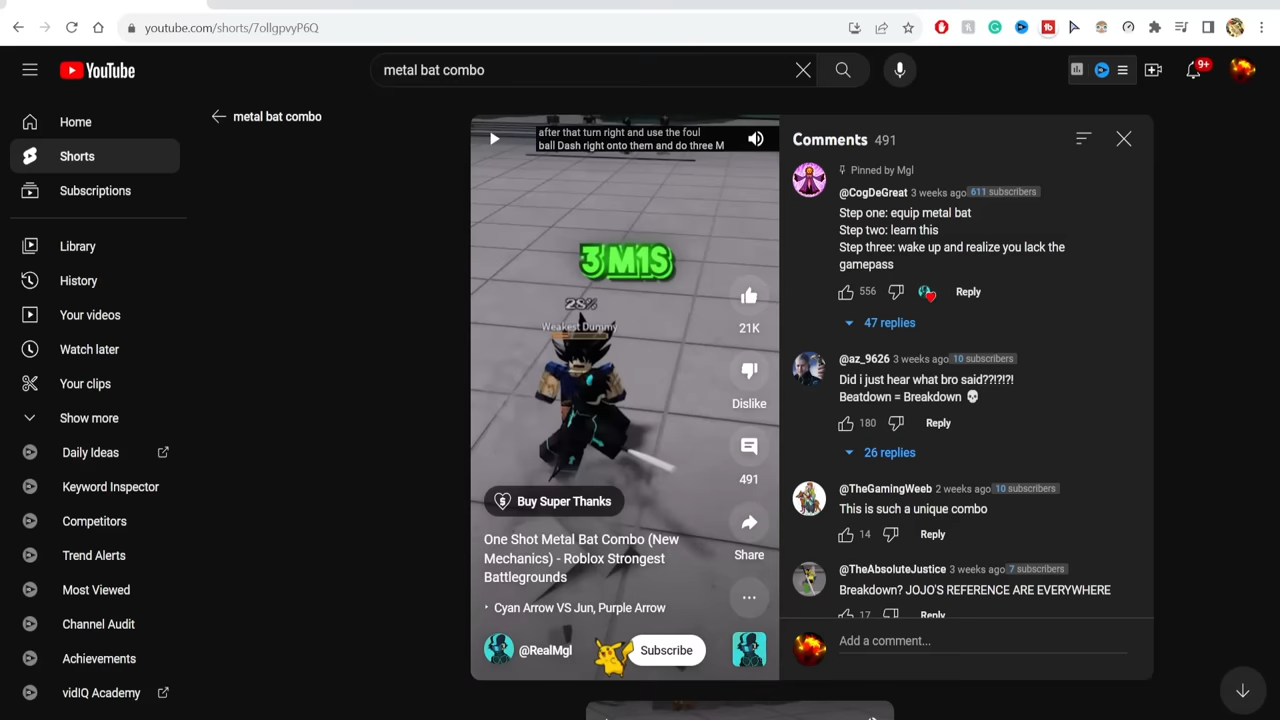 youtube.com/shorts/7ollgpvyP6Q
YouTube
metal bat combo
9+
Home
Shorts
Subscriptions
Library
History
Your videos
Watch later
Your clips
Show more
Daily Ideas
Keyword Inspector
Competitors
Trend Alerts
Most Viewed
Channel Audit
Achievements
vidIQ Academy
metal bat combo
after that turn right and use the foul
ball Dash right onto them and do three M
3 M1S
28%
Weakest Dummy
21K
Dislike
491
Share
Buy Super Thanks
One Shot Metal Bat Combo (New
Mechanics) - Roblox Strongest
Battlegrounds
Cyan Arrow VS Jun, Purple Arrow
@RealMgl
Subscribe
Comments 491
Pinned by Mgl
@CogDeGreat 3 weeks ago 611 subscribers
Step one: equip metal bat
Step two: learn this
Step three: wake up and realize you lack the
gamepass
556 Reply
47 replies
@az_9626 3 weeks ago 10 subscribers
Did i just hear what bro said??!?!?!
Beatdown = Breakdown 💀
180 Reply
26 replies
@TheGamingWeeb 2 weeks ago 10 subscribers
This is such a unique combo
14 Reply
@TheAbsoluteJustice 3 weeks ago 7 subscribers
Breakdown? JOJO'S REFERENCE ARE EVERYWHERE
17 Reply
Add a comment...